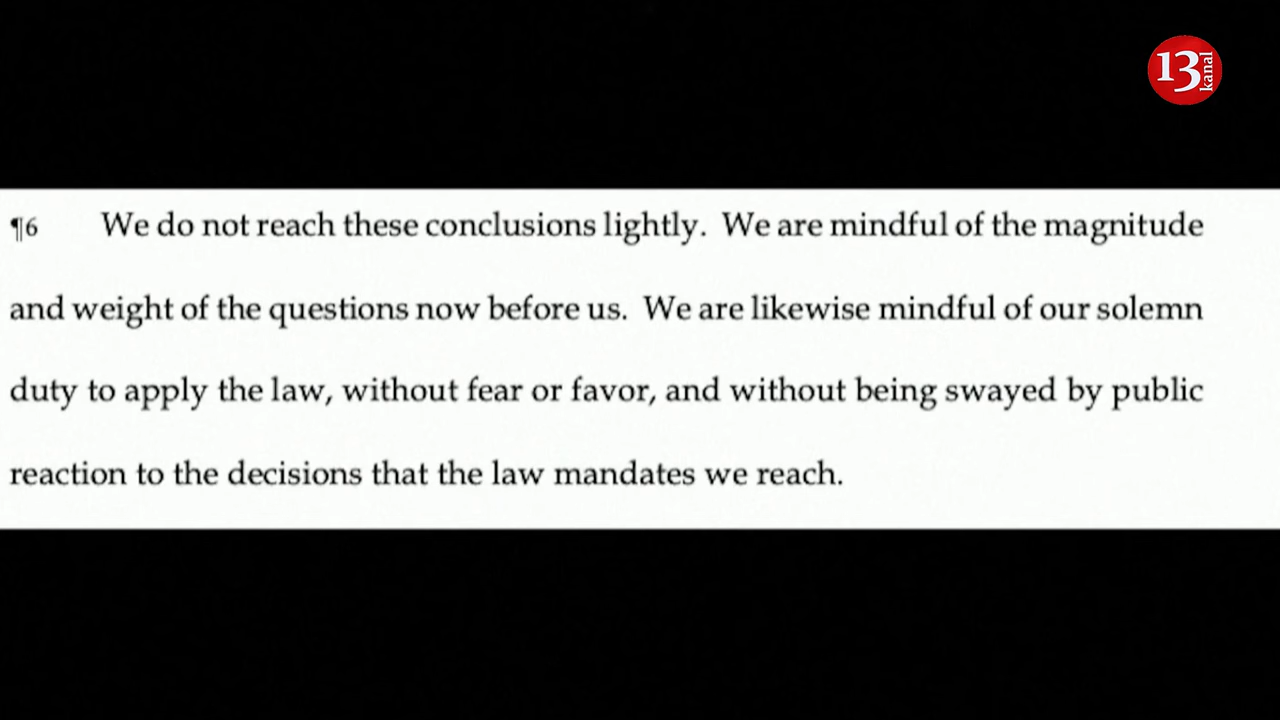 13 kanal
¶6 We do not reach these conclusions lightly. We are mindful of the magnitude
and weight of the questions now before us. We are likewise mindful of our solemn
duty to apply the law, without fear or favor, and without being swayed by public
reaction to the decisions that the law mandates we reach.